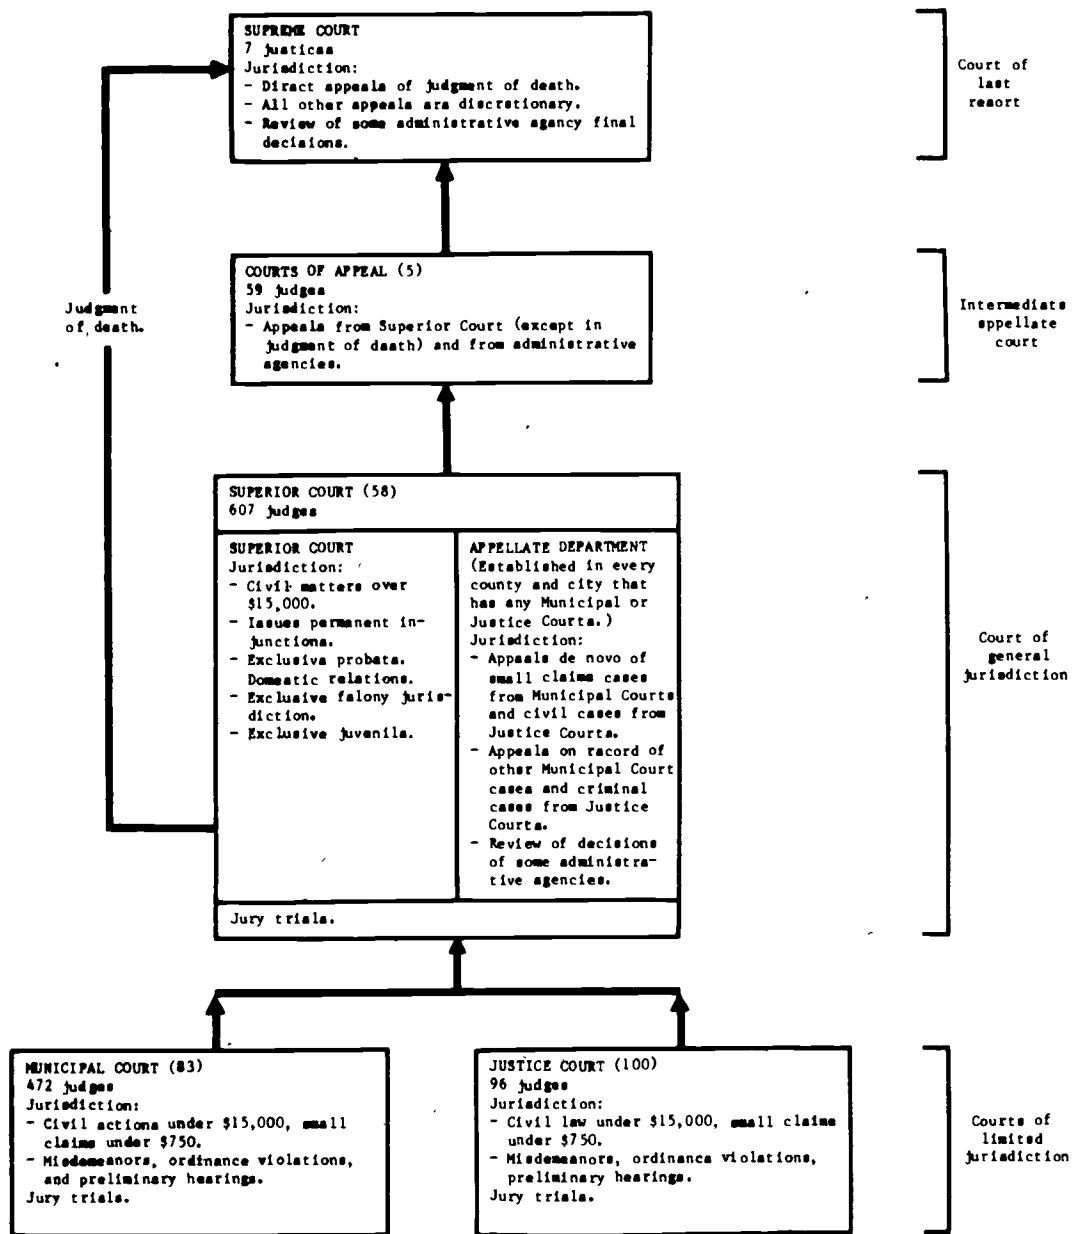 SUPREME COURT
7 justices
Jurisdiction:
- Direct appeals of judgment of death.
- All other appeals are discretionary.
- Review of some administrative agency final
decisions.
Court of
last
resort
Judgment
of death.
COURTS OF APPEAL (5)
59 judges
Jurisdiction:
- Appeals from Superior Court (except in
judgment of death) and from administrative
agencies.
Intermediate
appellate
court
SUPERIOR COURT (58)
607 judges
SUPERIOR COURT
Jurisdiction:
- Civil matters over
$15,000.
- Issues permanent in-
junctions.
- Exclusive probate.
Domestic relations.
- Exclusive felony juris-
diction.
- Exclusive juvenile.
APPELLATE DEPARTMENT
(Established in every
county and city that
has any Municipal or
Justice Courts.)
Jurisdiction:
- Appeals de novo of
small claims cases
from Municipal Courts
and civil cases from
Justice Courts.
- Appeals on record of
other Municipal Court
cases and criminal
cases from Justice
Courts.
- Review of decisions
of some administra-
tive agencies.
Jury trials.
Court of
general
jurisdiction
MUNICIPAL COURT (83)
472 judges
Jurisdiction:
- Civil actions under $15,000, small
claims under $750.
- Misdemeanors, ordinance violations,
and preliminary hearings.
Jury trials.
JUSTICE COURT (100)
96 judges
Jurisdiction:
- Civil law under $15,000, small claims
under $750.
- Misdemeanors, ordinance violations,
preliminary hearings.
Jury trials.
Courts of
limited
jurisdiction